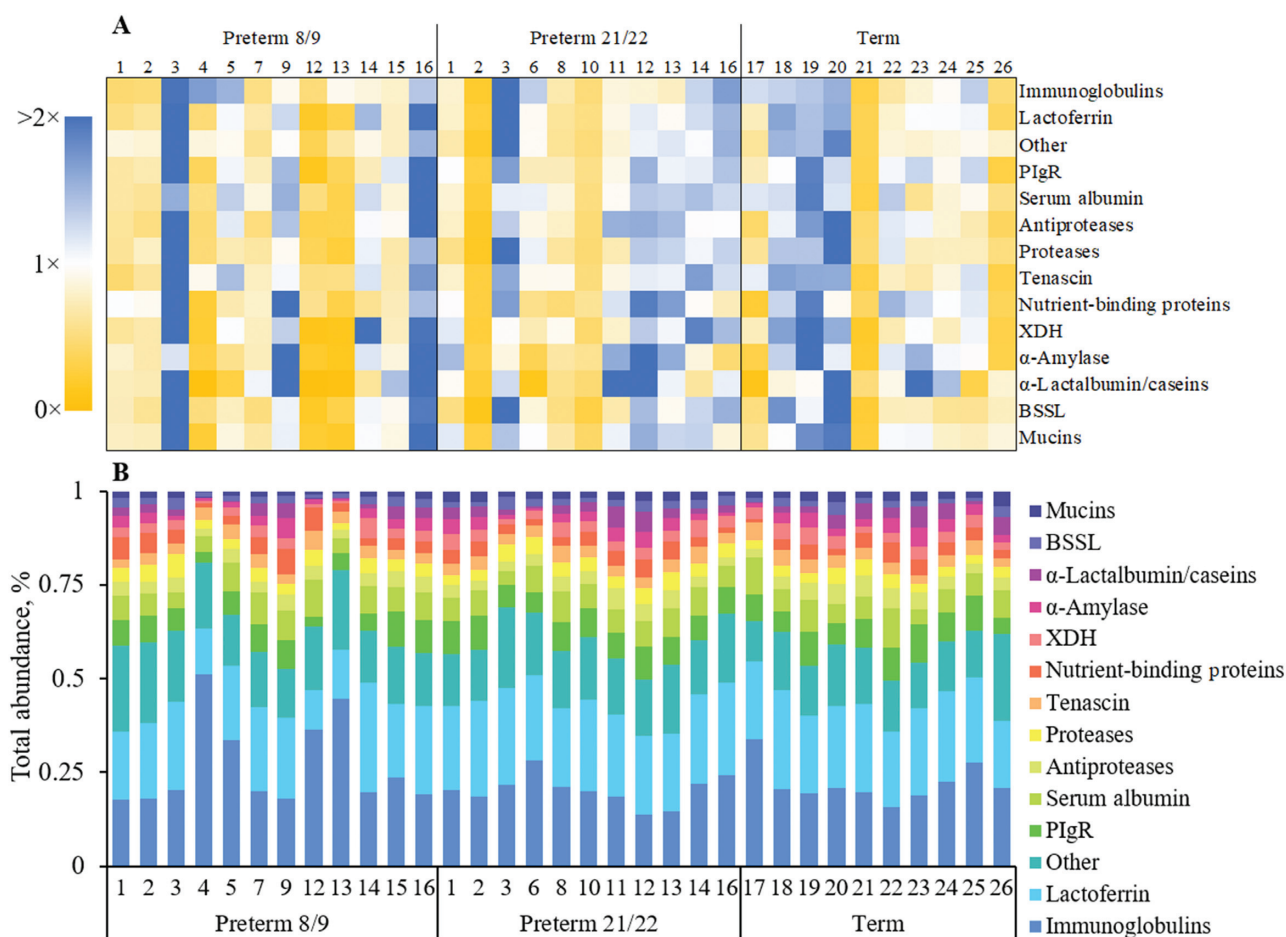 A
Preterm 8/9 Preterm 21/22 Term
1 2 3 4 5 7 9 12 13 14 15 16 1 2 3 6 8 10 11 12 13 14 16 17 18 19 20 21 22 23 24 25 26
Immunoglobulins
>2×
Lactoferrin
Other
PIgR
Serum albumin
Antiproteases
Proteases
1×
Tenascin
Nutrient-binding proteins
XDH
α-Amylase
α-Lactalbumin/caseins
0×
BSSL
Mucins
B
Total abundance, %
1
0.75
0.5
0.25
0
Mucins
BSSL
α-Lactalbumin/caseins
α-Amylase
XDH
Nutrient-binding proteins
Tenascin
Proteases
Antiproteases
Serum albumin
PIgR
Other
Lactoferrin
Immunoglobulins
1 2 3 4 5 7 9 12 13 14 15 16 1 2 3 6 8 10 11 12 13 14 16 17 18 19 20 21 22 23 24 25 26
Preterm 8/9 Preterm 21/22 Term